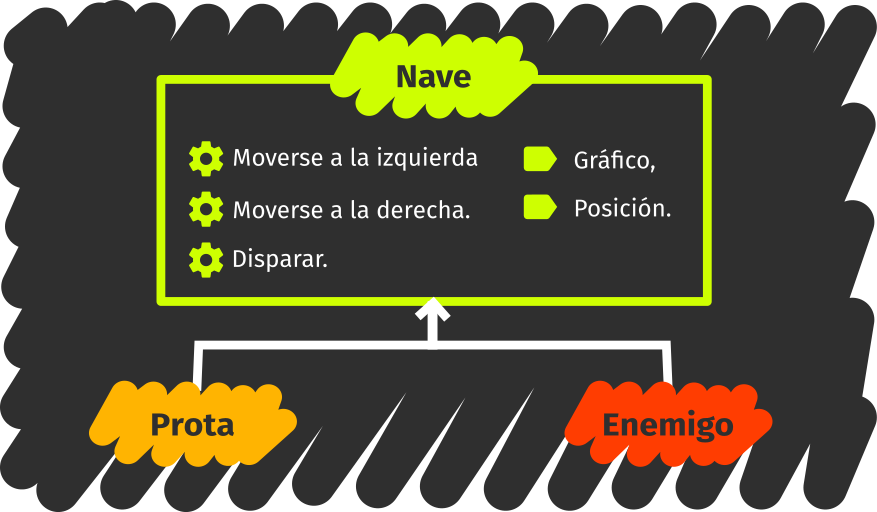 Nave
Moverse a la izquierda
Moverse a la derecha.
Disparar.
Gráfico,
Posición.
Prota
Enemigo